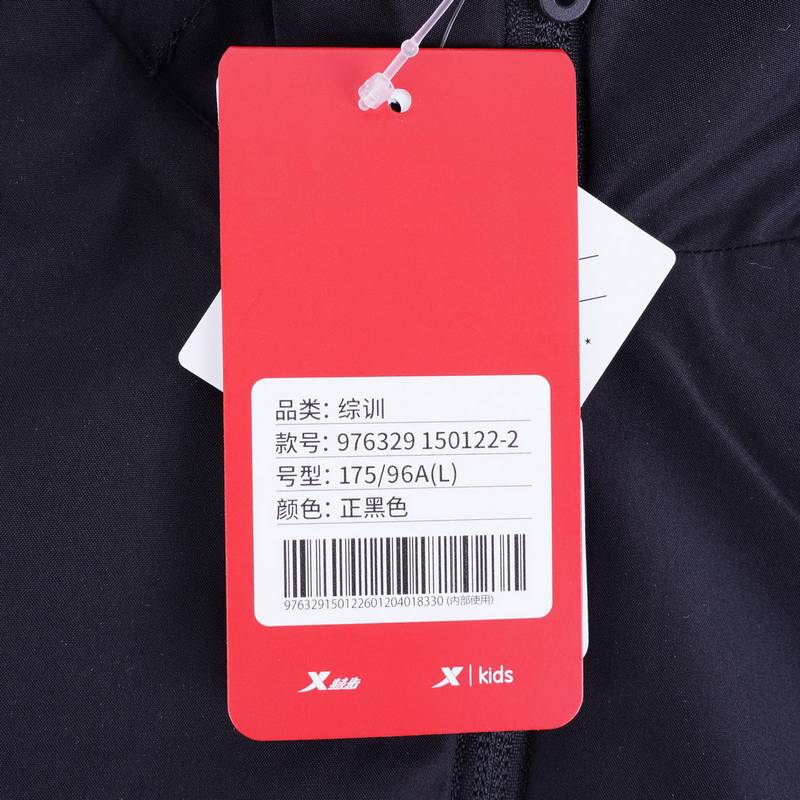 品类: 综训
款号: 976329 150122-2
号型: 175/96A(L)
颜色: 正黑色
976329150122601204018330 (内部使用)
X 特步
X | kids